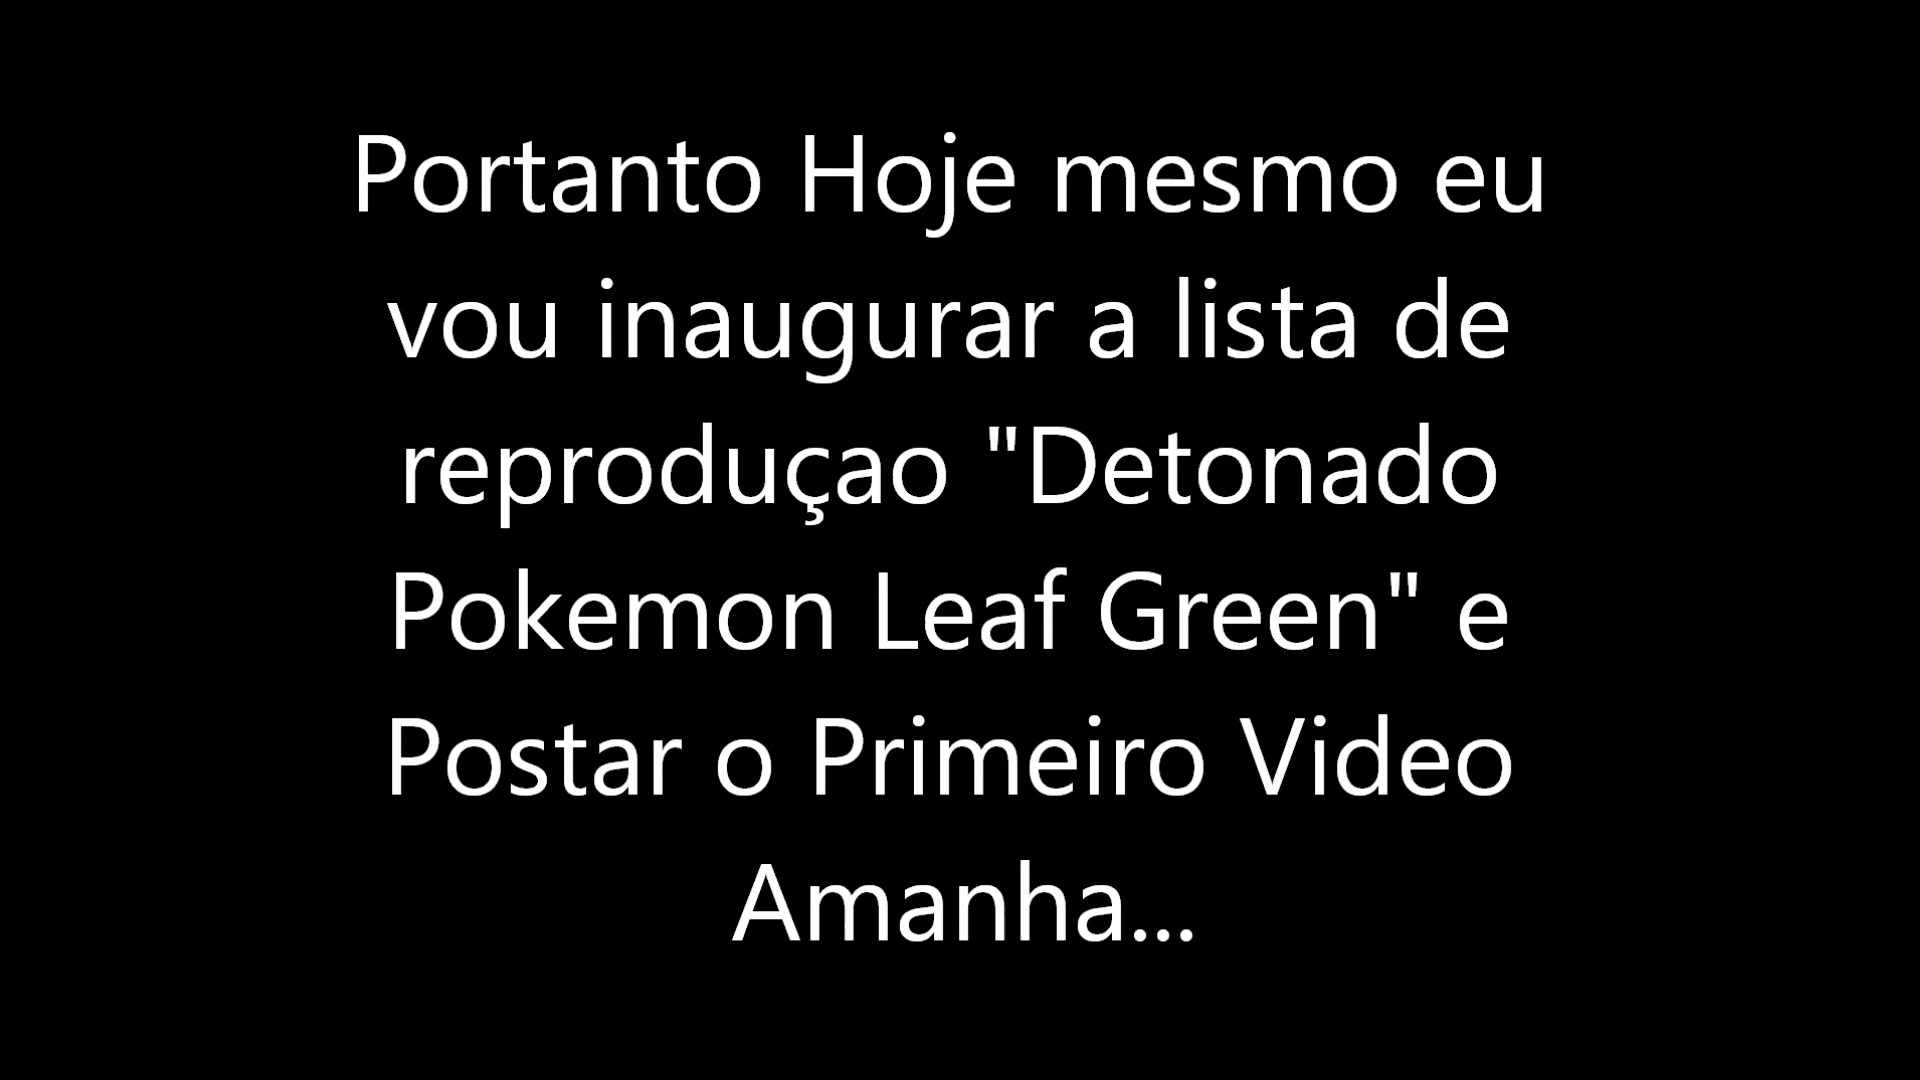 Portanto Hoje mesmo eu
vou inaugurar a lista de
reproduçao "Detonado
Pokemon Leaf Green" e
Postar o Primeiro Video
Amanha...